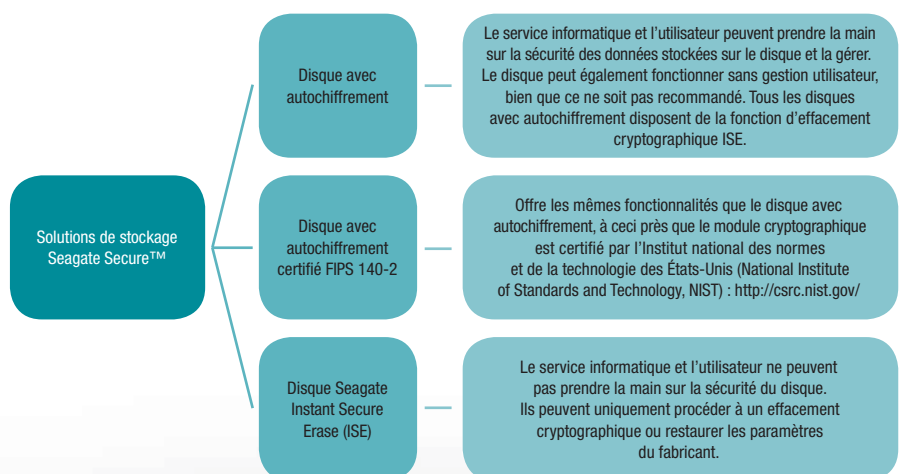 Solutions de stockage
Seagate Secure™
Disque avec
autochiffrement
Le service informatique et l’utilisateur peuvent prendre la main
sur la sécurité des données stockées sur le disque et la gérer.
Le disque peut également fonctionner sans gestion utilisateur,
bien que ce ne soit pas recommandé. Tous les disques
avec autochiffrement disposent de la fonction d’effacement
cryptographique ISE.
Disque avec
autochiffrement
certifié FIPS 140-2
Offre les mêmes fonctionnalités que le disque avec
autochiffrement, à ceci près que le module cryptographique
est certifié par l’Institut national des normes
et de la technologie des États-Unis (National Institute
of Standards and Technology, NIST) : http://csrc.nist.gov/
Disque Seagate
Instant Secure
Erase (ISE)
Le service informatique et l’utilisateur ne peuvent
pas prendre la main sur la sécurité du disque.
Ils peuvent uniquement procéder à un effacement
cryptographique ou restaurer les paramètres
du fabricant.